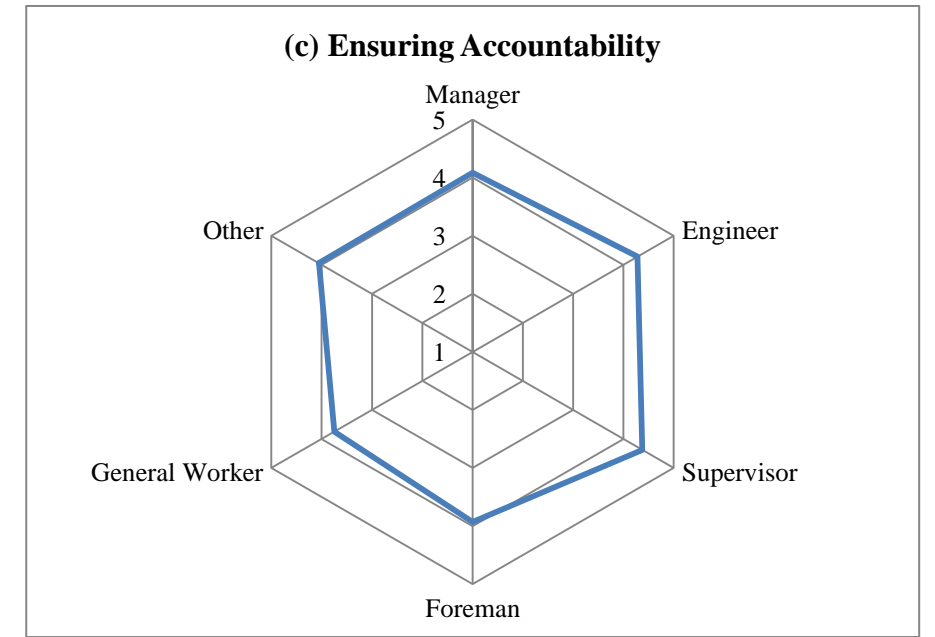 (c) Ensuring Accountability
Manager
5
4
Other
3
Engineer
2
1
General Worker
Supervisor
Foreman